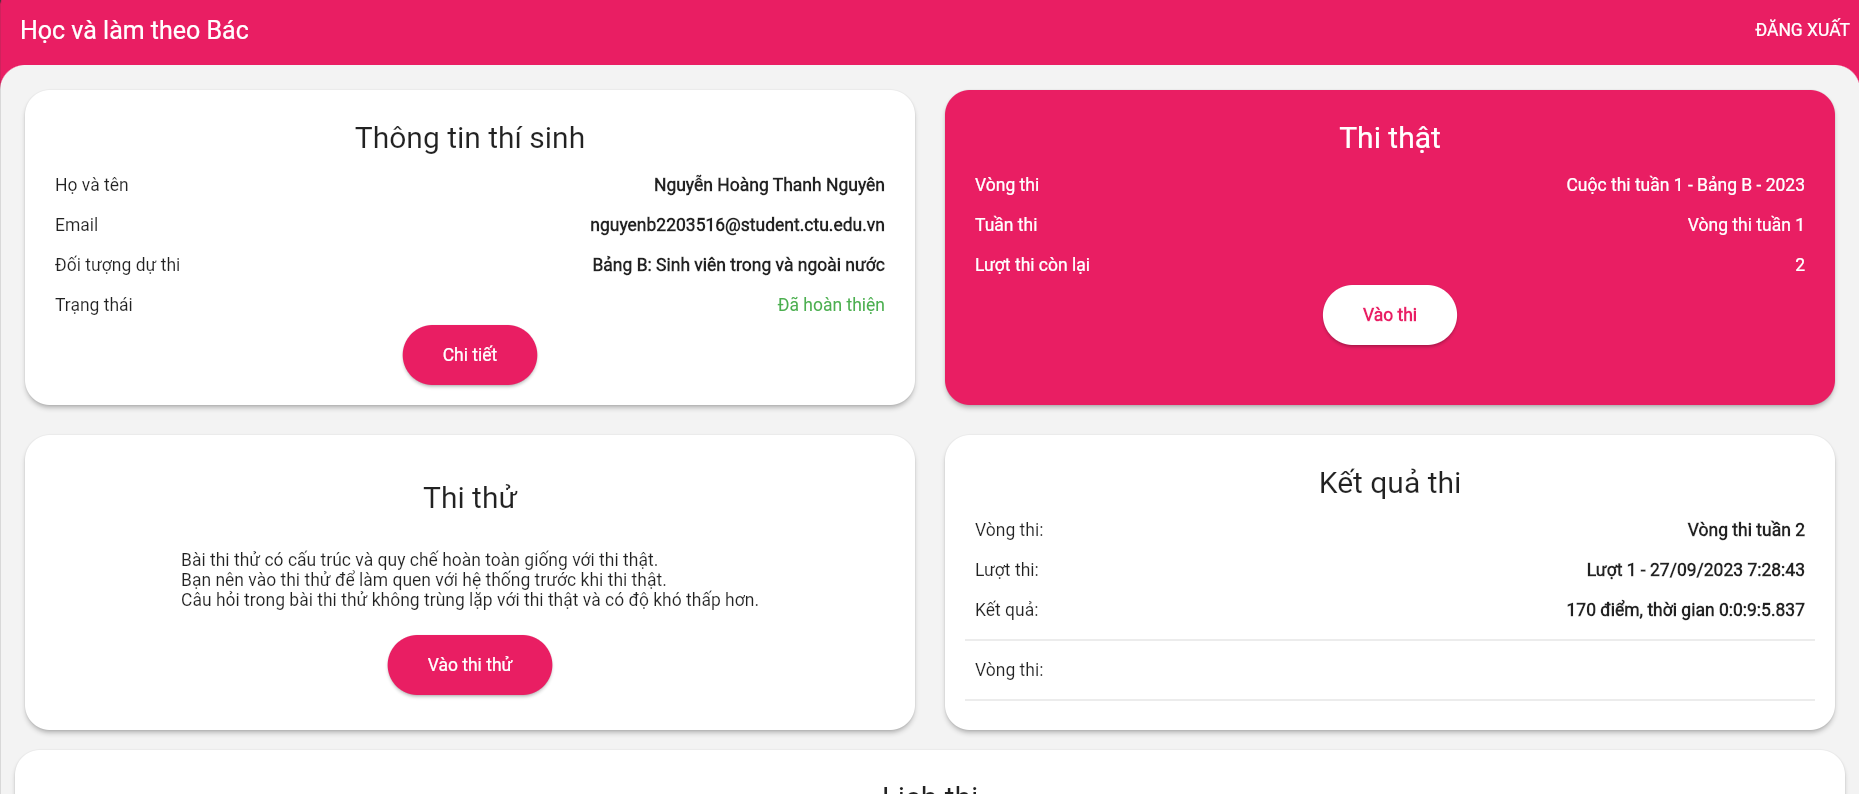 Học và làm theo Bác
ĐĂNG XUẤT
Thông tin thí sinh
Họ và tên Nguyễn Hoàng Thanh Nguyên
Email nguyenb2203516@student.ctu.edu.vn
Đối tượng dự thi Bảng B: Sinh viên trong và ngoài nước
Trạng thái Đã hoàn thiện
Chi tiết
Thi thật
Vòng thi Cuộc thi tuần 1 - Bảng B - 2023
Tuần thi Vòng thi tuần 1
Lượt thi còn lại 2
Vào thi
Thi thử
Bài thi thử có cấu trúc và quy chế hoàn toàn giống với thi thật.
Bạn nên vào thi thử để làm quen với hệ thống trước khi thi thật.
Câu hỏi trong bài thi thử không trùng lặp với thi thật và có độ khó thấp hơn.
Vào thi thử
Kết quả thi
Vòng thi: Vòng thi tuần 2
Lượt thi: Lượt 1 - 27/09/2023 7:28:43
Kết quả: 170 điểm, thời gian 0:0:9:5.837
Vòng thi: